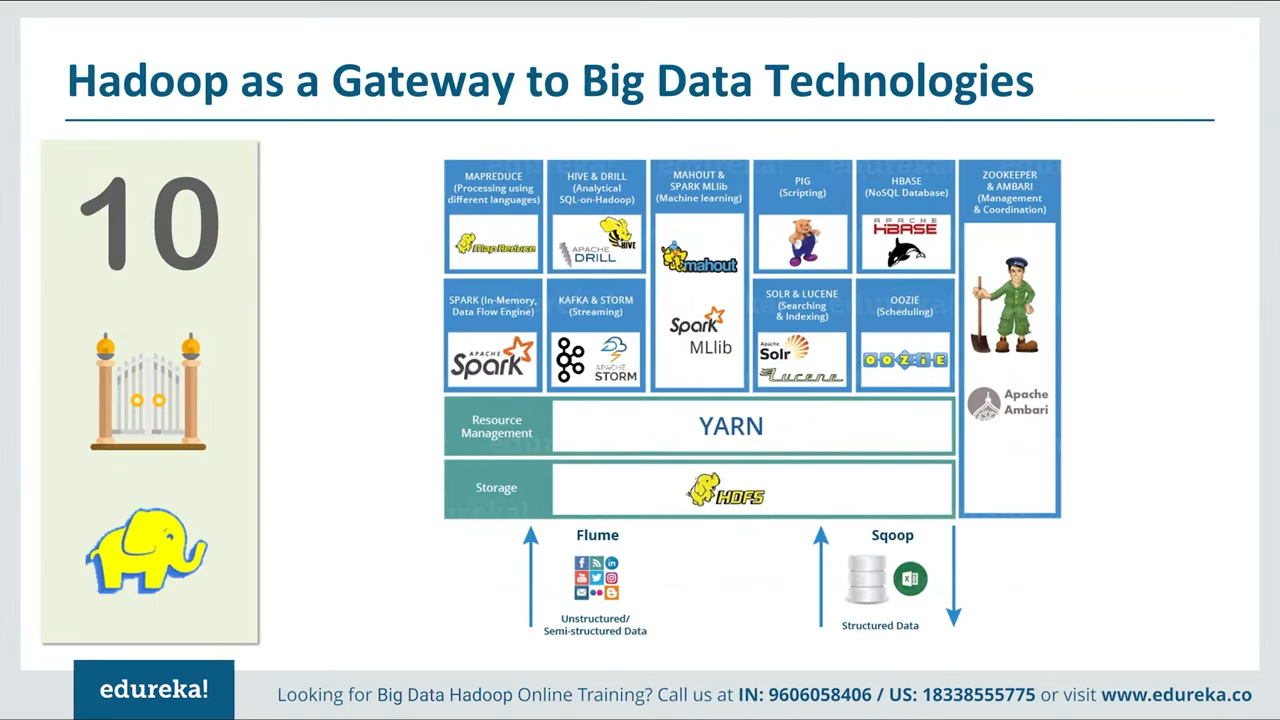 Hadoop as a Gateway to Big Data Technologies
10
MAPREDUCE
(Processing using
different languages)
Map Reduce
HIVE & DRILL
(Analytical
SQL-on-Hadoop)
HIVE
APACHE
DRILL
MAHOUT &
SPARK MLlib
(Machine learning)
mahout
Spark
MLlib
PIG
(Scripting)
HBASE
(NoSQL Database)
APACHE
HBASE
ZOOKEEPER
& AMBARI
(Management
& Coordination)
Apache
Ambari
SPARK (In-Memory,
Data Flow Engine)
APACHE
Spark
KAFKA & STORM
(Streaming)
APACHE
STORM
SOLR & LUCENE
(Searching
& Indexing)
Apache
Solr
Lucene
OOZIE
(Scheduling)
OOZIE
Resource
Management
YARN
Storage
HDFS
Flume
Unstructured/
Semi-structured Data
Sqoop
Structured Data
edureka!
Looking for Big Data Hadoop Online Training? Call us at IN: 9606058406 / US: 18338555775 or visit www.edureka.co